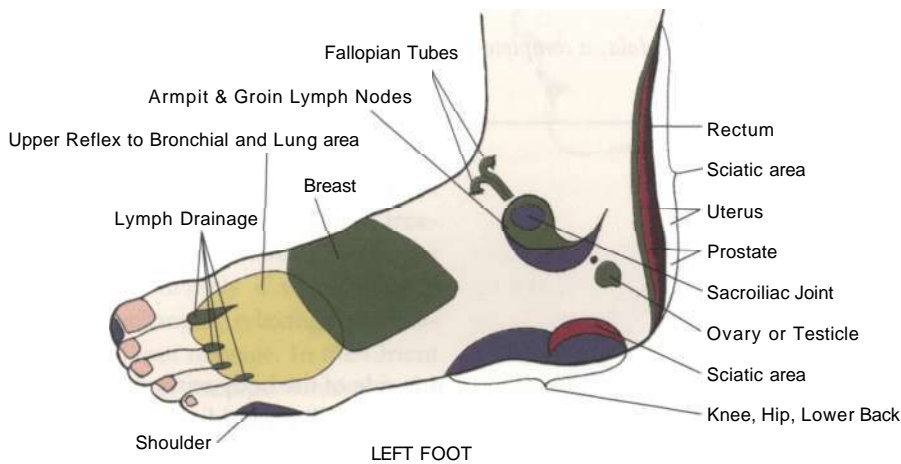 Fallopian Tubes
Armpit & Groin Lymph Nodes
Upper Reflex to Bronchial and Lung area
Breast
Lymph Drainage
Rectum
Sciatic area
Uterus
Prostate
Sacroiliac Joint
Ovary or Testicle
Sciatic area
Knee, Hip, Lower Back
Shoulder
LEFT FOOT